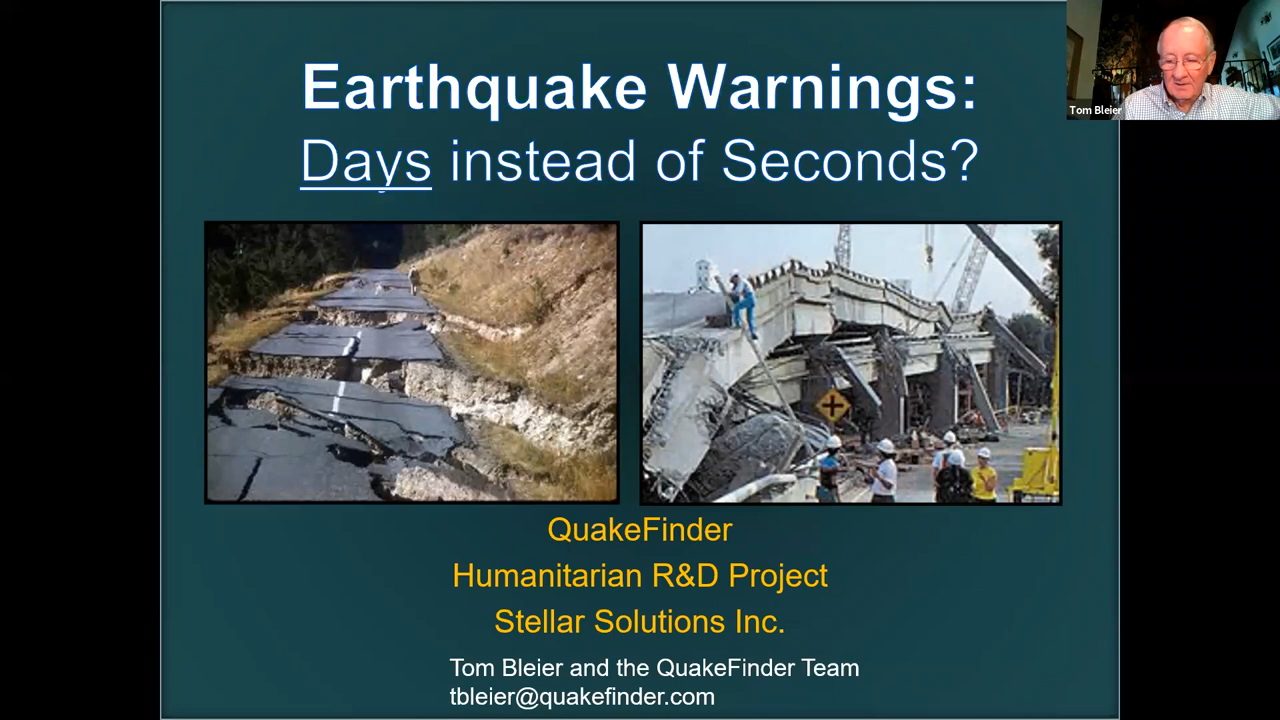 Earthquake Warnings:
Days instead of Seconds?
Tom Bleier
QuakeFinder
Humanitarian R&D Project
Stellar Solutions Inc.
Tom Bleier and the QuakeFinder Team
tbleier@quakefinder.com